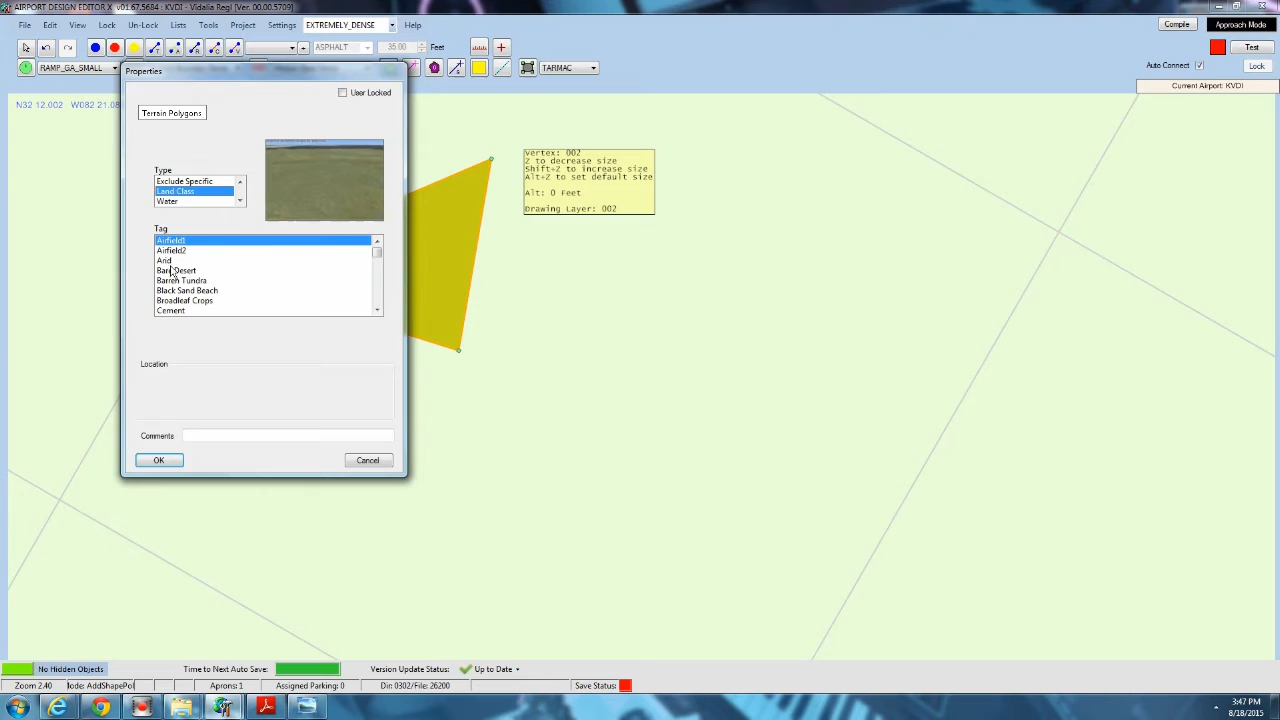 AIRPORT DESIGN EDITOR X v01.67.5684 : KVDI - Vidalia Rgnl [Ver: 00.00.5709]
File Edit View Lock Un-Lock Lists Tools Project Settings EXTREMELY_DENSE Help
Compile Approach Mode
ASPHALT 35.00 Feet Test
RAMP_GA_SMALL TARMAC Auto Connect Lock
Current Airport: KVDI
N32 12.002 W082 21.08
Properties
User Locked
Terrain Polygons
Type
Exclude Specific
Land Class
Water
Tag
Airfield1
Airfield2
Arid
Bare Desert
Barren Tundra
Black Sand Beach
Broadleaf Crops
Cement
Location
Comments
OK Cancel
Vertex: 002
Z to decrease size
Shift+Z to increase size
Alt+Z to set default size
Alt: 0 Feet
Drawing Layer: 002
No Hidden Objects Time to Next Auto Save: Version Update Status: Up to Date
Zoom 2.40 Mode: AddShapePol Aprons: 1 Assigned Parking: 0 Dir: 0302/File: 26200 Save Status:
3:47 PM
8/18/2015